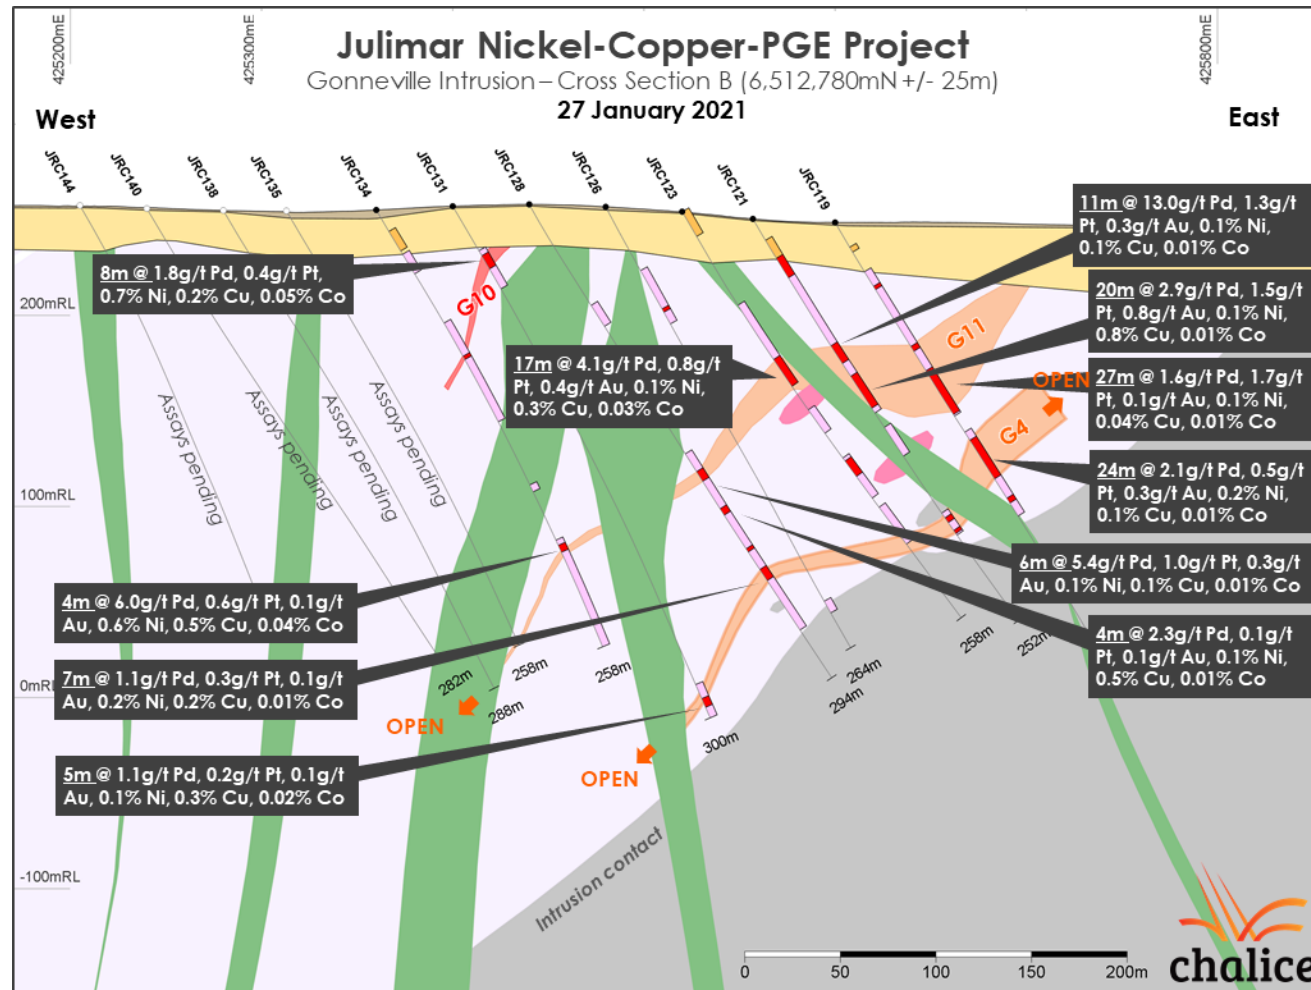 425200mE
425300mE
425800mE
Julimar Nickel-Copper-PGE Project
Gonneville Intrusion – Cross Section B (6,512,780mN +/- 25m)
27 January 2021
West
East
JRC144
JRC140
JRC138
JRC135
JRC134
JRC131
JRC128
JRC126
JRC123
JRC121
JRC119
11m @ 13.0g/t Pd, 1.3g/t
Pt, 0.3g/t Au, 0.1% Ni,
0.1% Cu, 0.01% Co
8m @ 1.8g/t Pd, 0.4g/t Pt,
0.7% Ni, 0.2% Cu, 0.05% Co
G10
20m @ 2.9g/t Pd, 1.5g/t
Pt, 0.8g/t Au, 0.1% Ni,
0.8% Cu, 0.01% Co
200mRL
G11
17m @ 4.1g/t Pd, 0.8g/t
Pt, 0.4g/t Au, 0.1% Ni,
0.3% Cu, 0.03% Co
27m @ 1.6g/t Pd, 1.7g/t
Pt, 0.1g/t Au, 0.1% Ni,
0.04% Cu, 0.01% Co
OPEN
G4
Assays pending
Assays pending
Assays pending
Assays pending
24m @ 2.1g/t Pd, 0.5g/t
Pt, 0.3g/t Au, 0.2% Ni,
0.1% Cu, 0.01% Co
100mRL
6m @ 5.4g/t Pd, 1.0g/t Pt, 0.3g/t
Au, 0.1% Ni, 0.1% Cu, 0.01% Co
4m @ 6.0g/t Pd, 0.6g/t Pt, 0.1g/t
Au, 0.6% Ni, 0.5% Cu, 0.04% Co
4m @ 2.3g/t Pd, 0.1g/t
Pt, 0.1g/t Au, 0.1% Ni,
0.5% Cu, 0.01% Co
7m @ 1.1g/t Pd, 0.3g/t Pt, 0.1g/t
Au, 0.2% Ni, 0.2% Cu, 0.01% Co
0mRL
282m
288m
258m
258m
300m
294m
264m
258m
252m
OPEN
OPEN
5m @ 1.1g/t Pd, 0.2g/t Pt, 0.1g/t
Au, 0.1% Ni, 0.3% Cu, 0.02% Co
-100mRL
Intrusion contact
0 50 100 150 200m
chalice